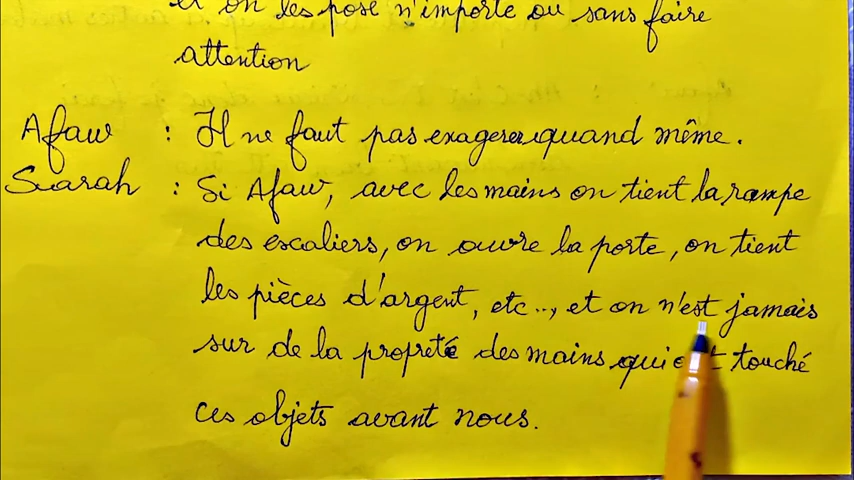 et on les pose n'importe ou sans faire
attention
Afaw : Il ne faut pas exagerer quand même.
Sarah : Si Afaw, avec les mains on tient la rampe
des escaliers, on ouvre la porte, on tient
les pièces d'argent, etc..., et on n'est jamais
sur de la propreté des mains qui touché
ces objets avant nous.